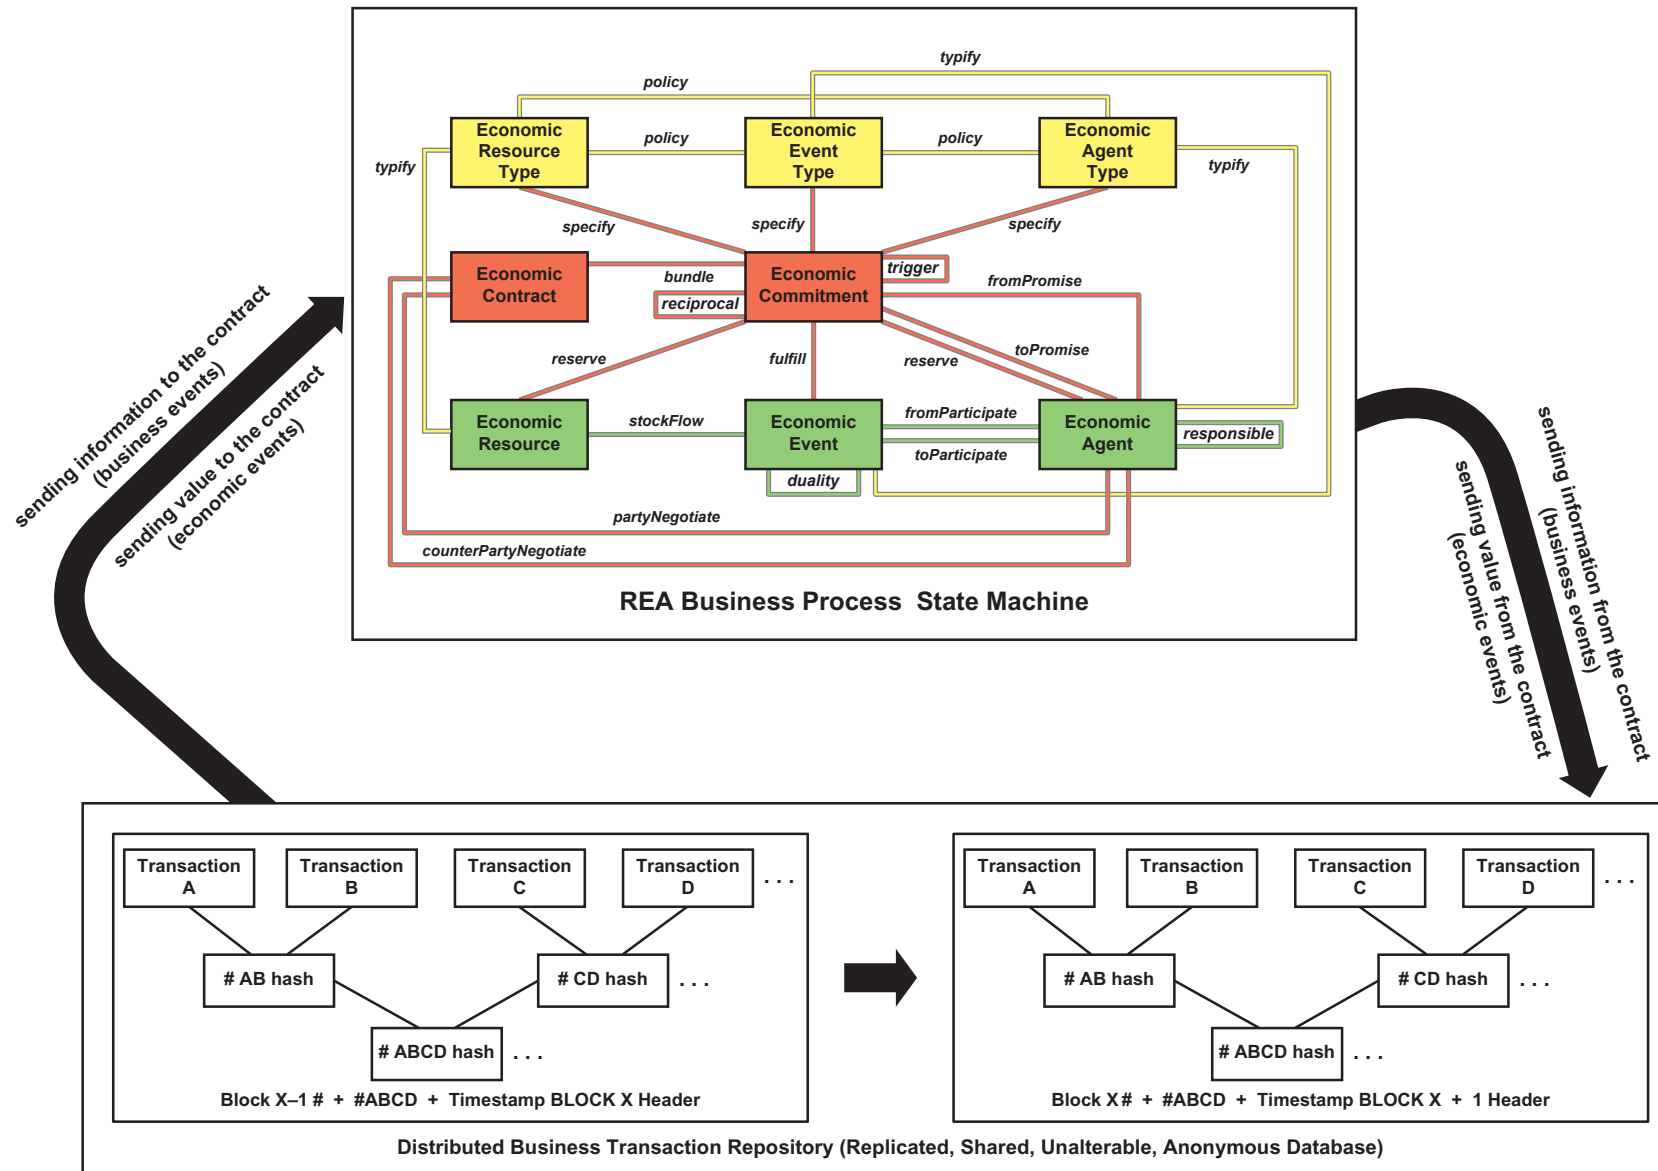 typify
policy
Economic
Resource
Type
Economic
Event
Type
Economic
Agent
Type
policy
policy
typify
typify
specify
specify
specify
Economic
Contract
bundle
reciprocal
Economic
Commitment
trigger
fromPromise
reserve
fulfill
reserve
toPromise
Economic
Resource
stockFlow
Economic
Event
fromParticipate
toParticipate
Economic
Agent
responsible
duality
partyNegotiate
counterPartyNegotiate
REA Business Process State Machine
sending information to the contract
(business events)
sending value to the contract
(economic events)
sending information from the contract
(business events)
sending value from the contract
(economic events)
Transaction
A
Transaction
B
Transaction
C
Transaction
D
. . .
# AB hash
# CD hash
. . .
# ABCD hash
. . .
Block X–1 # + #ABCD + Timestamp BLOCK X Header
Transaction
A
Transaction
B
Transaction
C
Transaction
D
. . .
# AB hash
# CD hash
. . .
# ABCD hash
. . .
Block X # + #ABCD + Timestamp BLOCK X + 1 Header
Distributed Business Transaction Repository (Replicated, Shared, Unalterable, Anonymous Database)